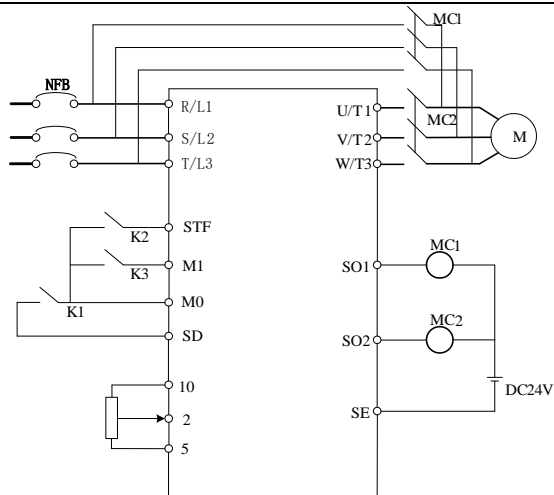 MC1
NFB
R/L1
U/T1
MC2
S/L2
V/T2
M
T/L3
W/T3
STF
K2
M1
K3
SO1
MC1
M0
K1
SD
SO2
MC2
10
DC24V
2
SE
5